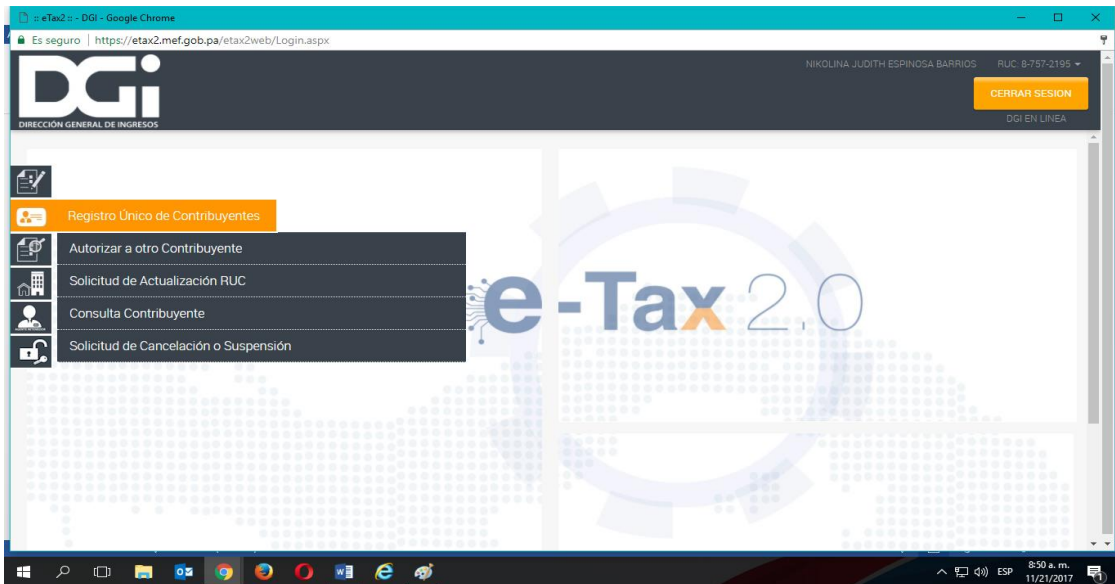 :: eTax2 :: - DGI - Google Chrome
Es seguro | https://etax2.mef.gob.pa/etax2web/Login.aspx
NIKOLINA JUDITH ESPINOSA BARRIOS RUC: 8-757-2195
DGi
CERRAR SESION
DIRECCIÓN GENERAL DE INGRESOS
DGI EN LINEA
Registro Único de Contribuyentes
Autorizar a otro Contribuyente
Solicitud de Actualización RUC
Consulta Contribuyente
Solicitud de Cancelación o Suspensión
e-Tax 2.0
ESP
8:50 a. m.
11/21/2017